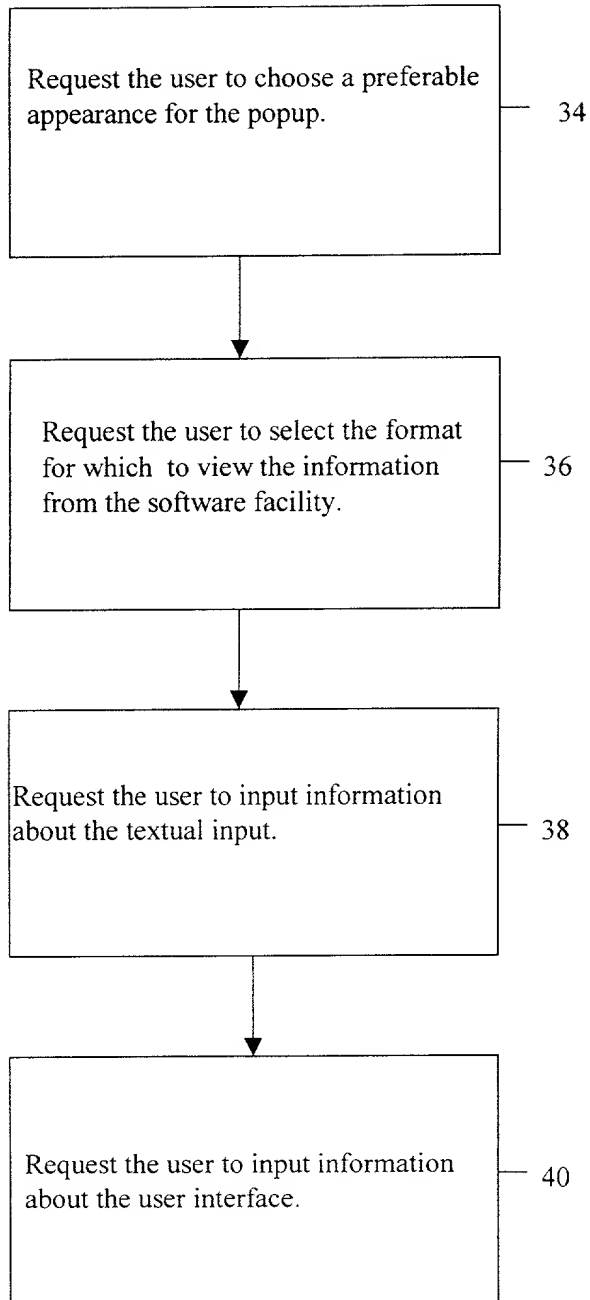 Request the user to choose a preferable
appearance for the popup.
34
Request the user to select the format
for which to view the information
from the software facility.
36
Request the user to input information
about the textual input.
38
Request the user to input information
about the user interface.
40